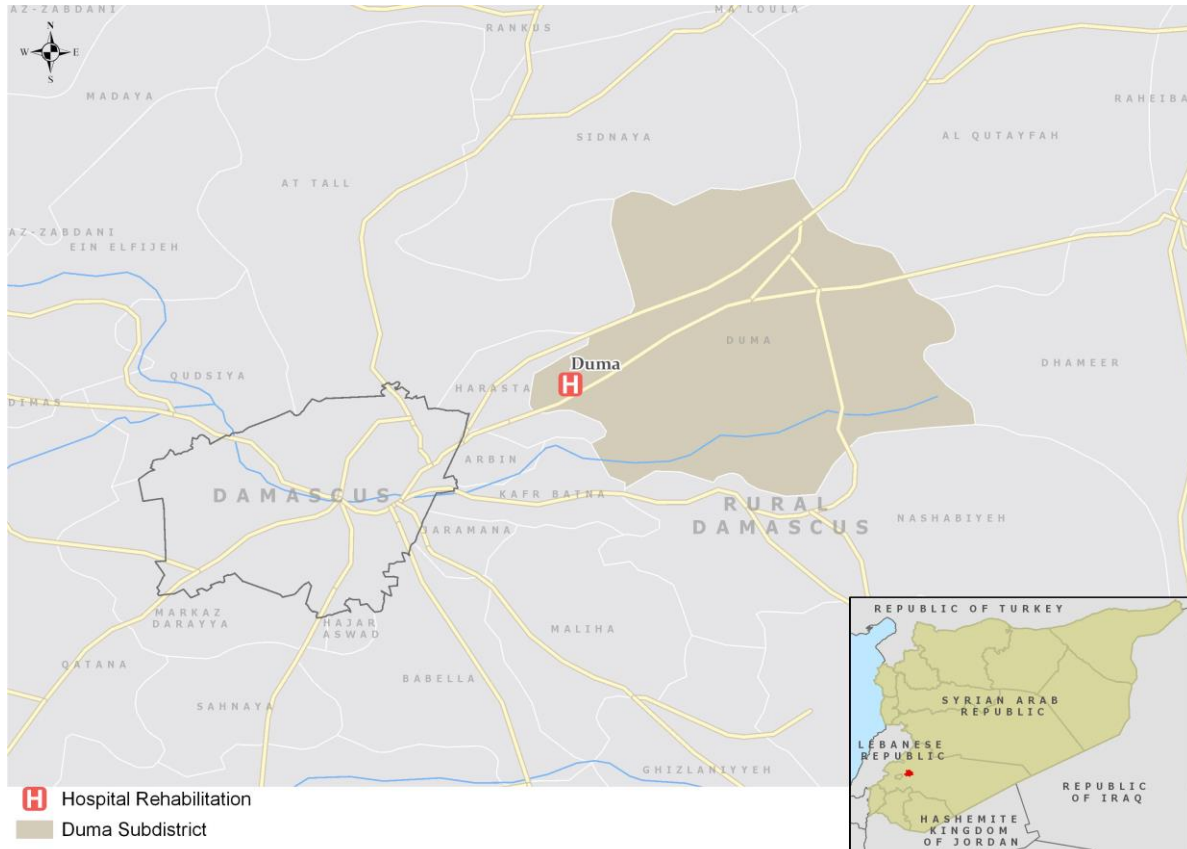 AZ-ZABDANI
MA'LOULA
N
W E
S
RANKUS
MADAYA
RAHEIBA
SIDNAYA
AL QUTAYFAH
AT TALL
AZ-ZABDANI
EIN ELFIJEH
DUMA
Duma
H
DHAMEER
QUDSIYA
HARASTA
DIMAS
ARBIN
DAMASCUS
KAFR BATNA
RURAL
DAMASCUS
NASHABIYEH
JARAMANA
MARKAZ
DARAYYA
HAJAR
ASWAD
MALIHA
QATANA
BABELLA
SAHNAYA
GHIZLANIYYEH
H Hospital Rehabilitation
Duma Subdistrict
REPUBLIC OF TURKEY
SYRIAN ARAB
REPUBLIC
LEBANESE
REPUBLIC
REPUBLIC
OF IRAQ
HASHEMITE
KINGDOM
OF JORDAN